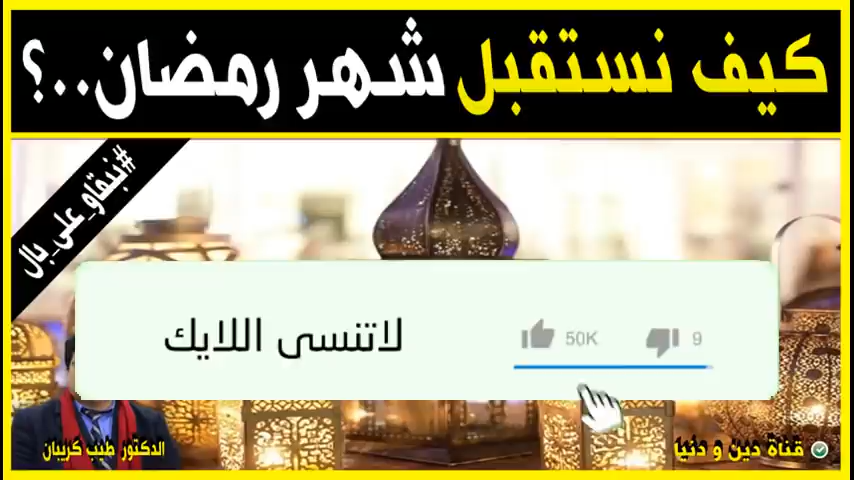 كيف نستقبل شهر رمضان..؟
#نبقاو_على_بال
لاتنسى اللايك
50K
9
الدكتور طيب كريبان
قناة دين و دنيا